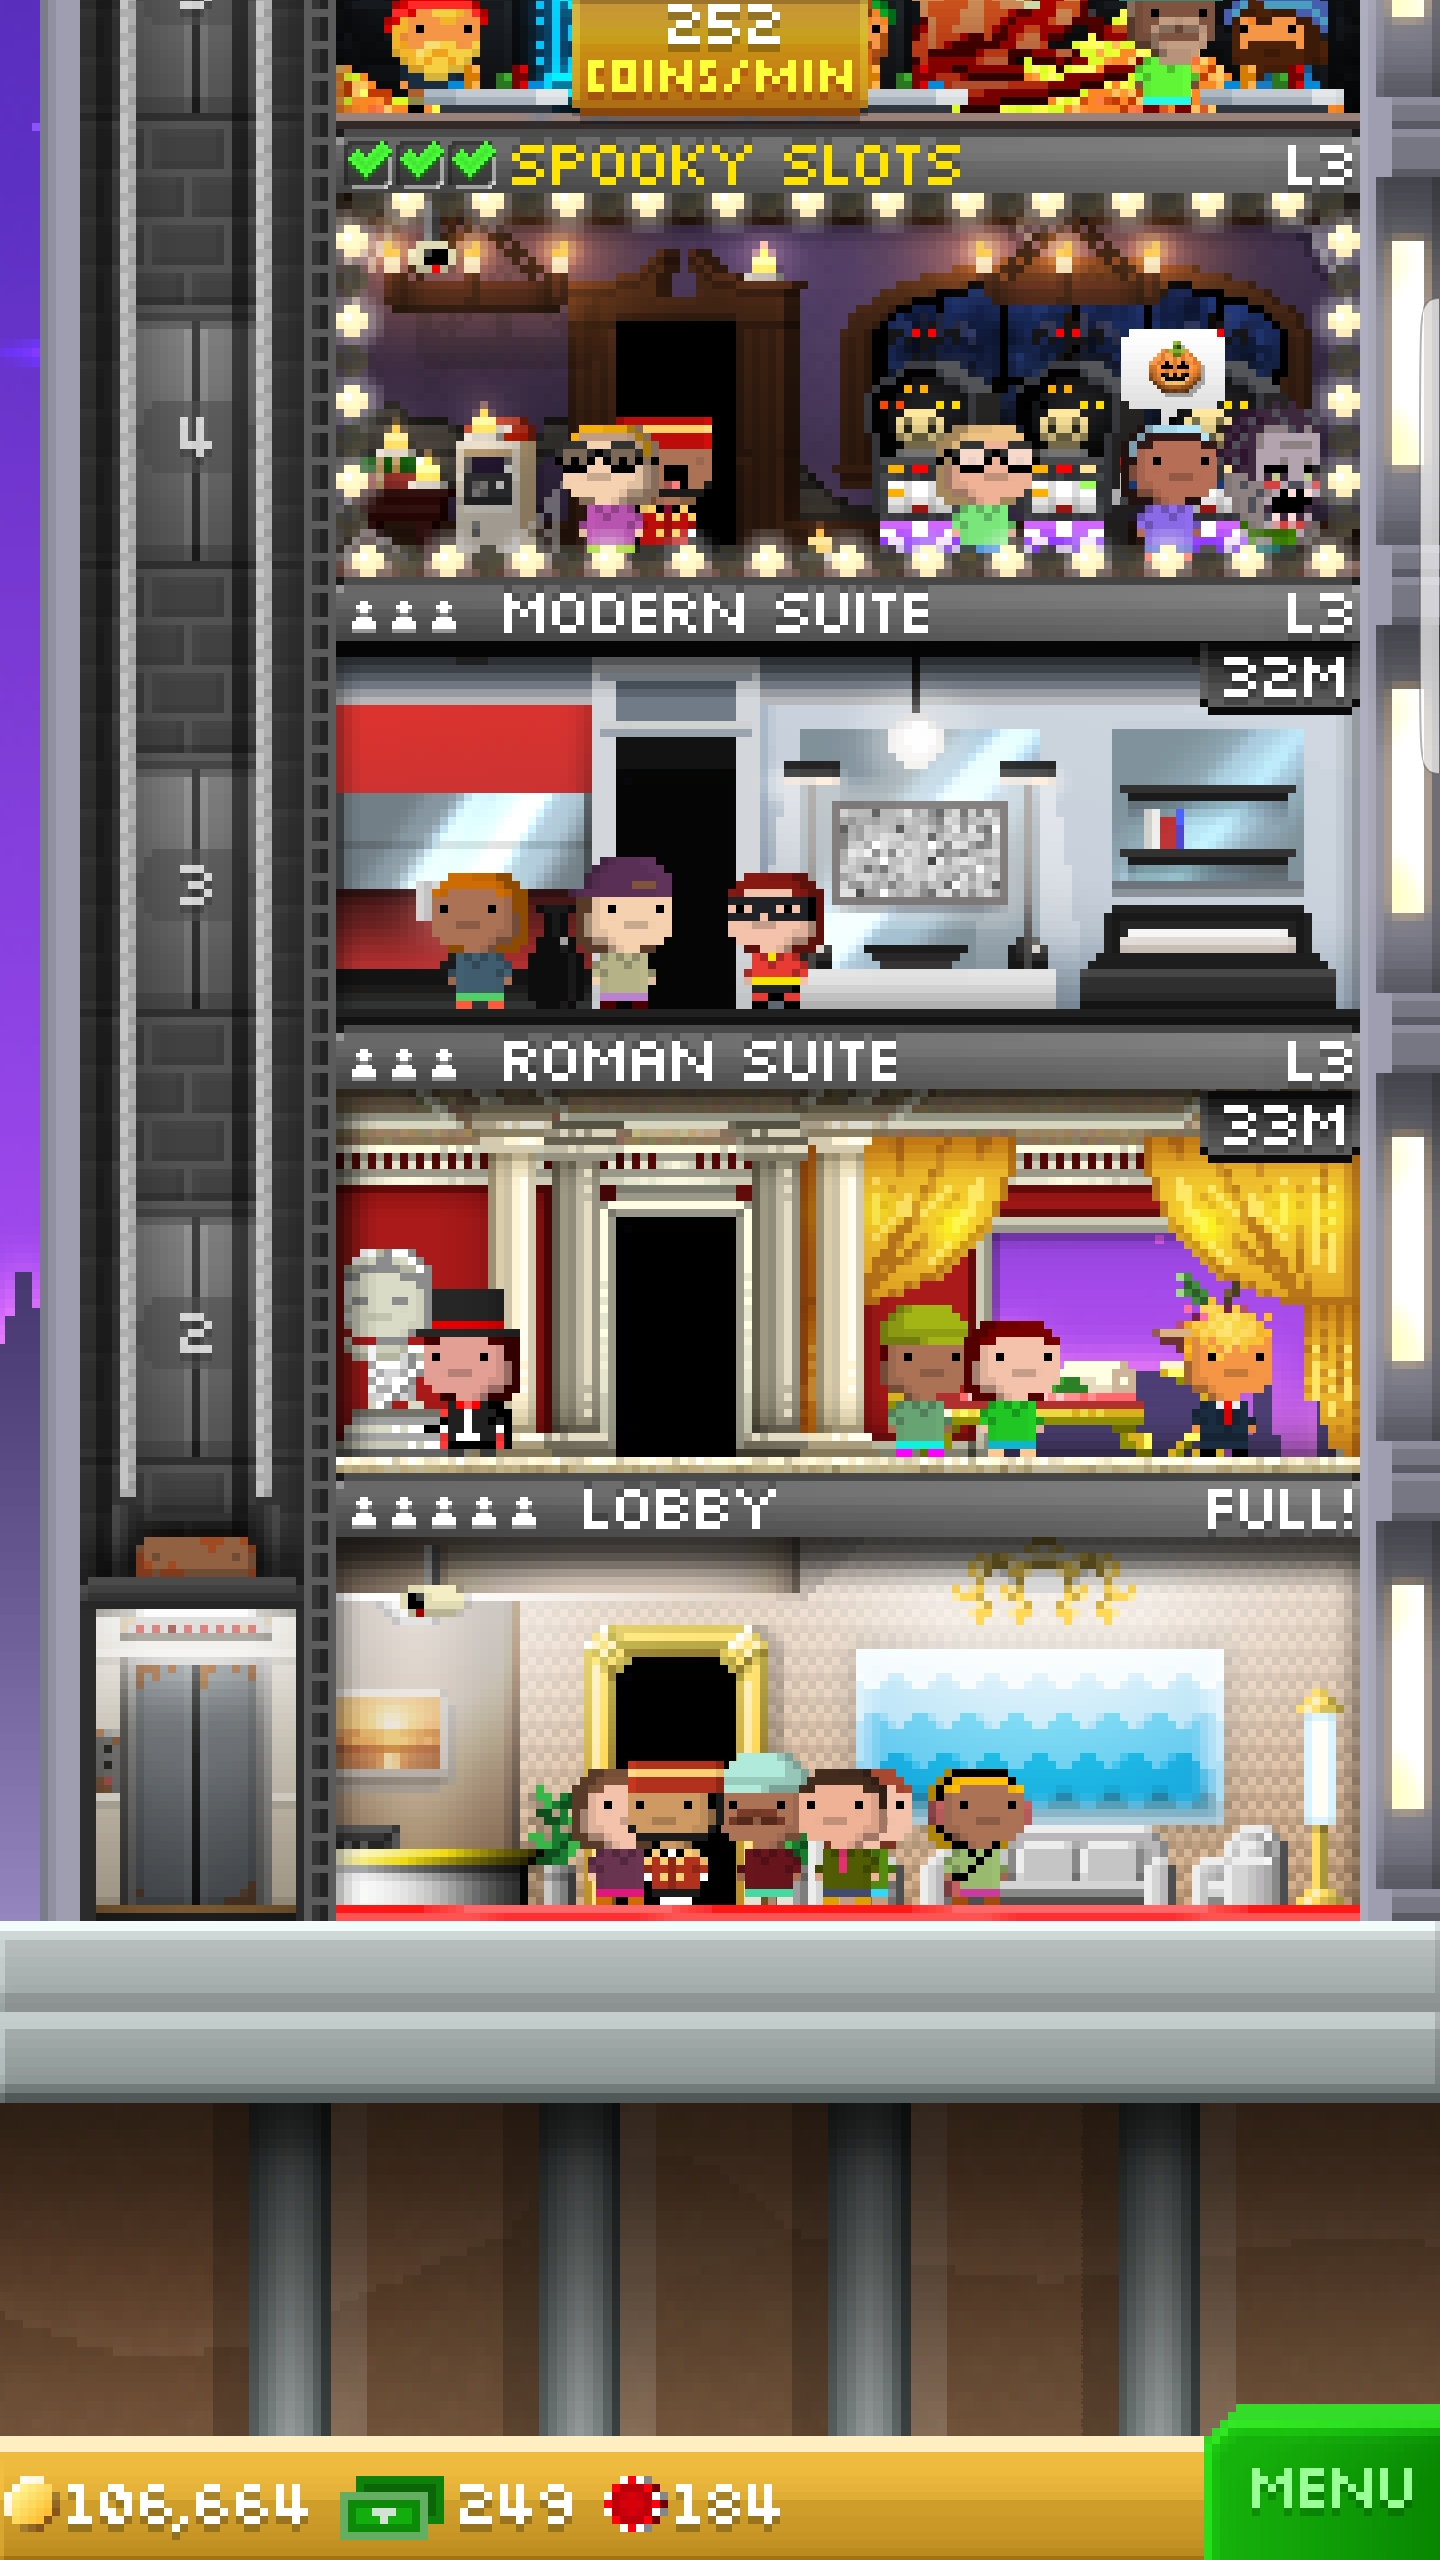 252
COINS/MIN
SPOOKY SLOTS L3
4
MODERN SUITE L3
32M
3
ROMAN SUITE L3
33M
2
LOBBY FULL!
106,664 249 184 MENU